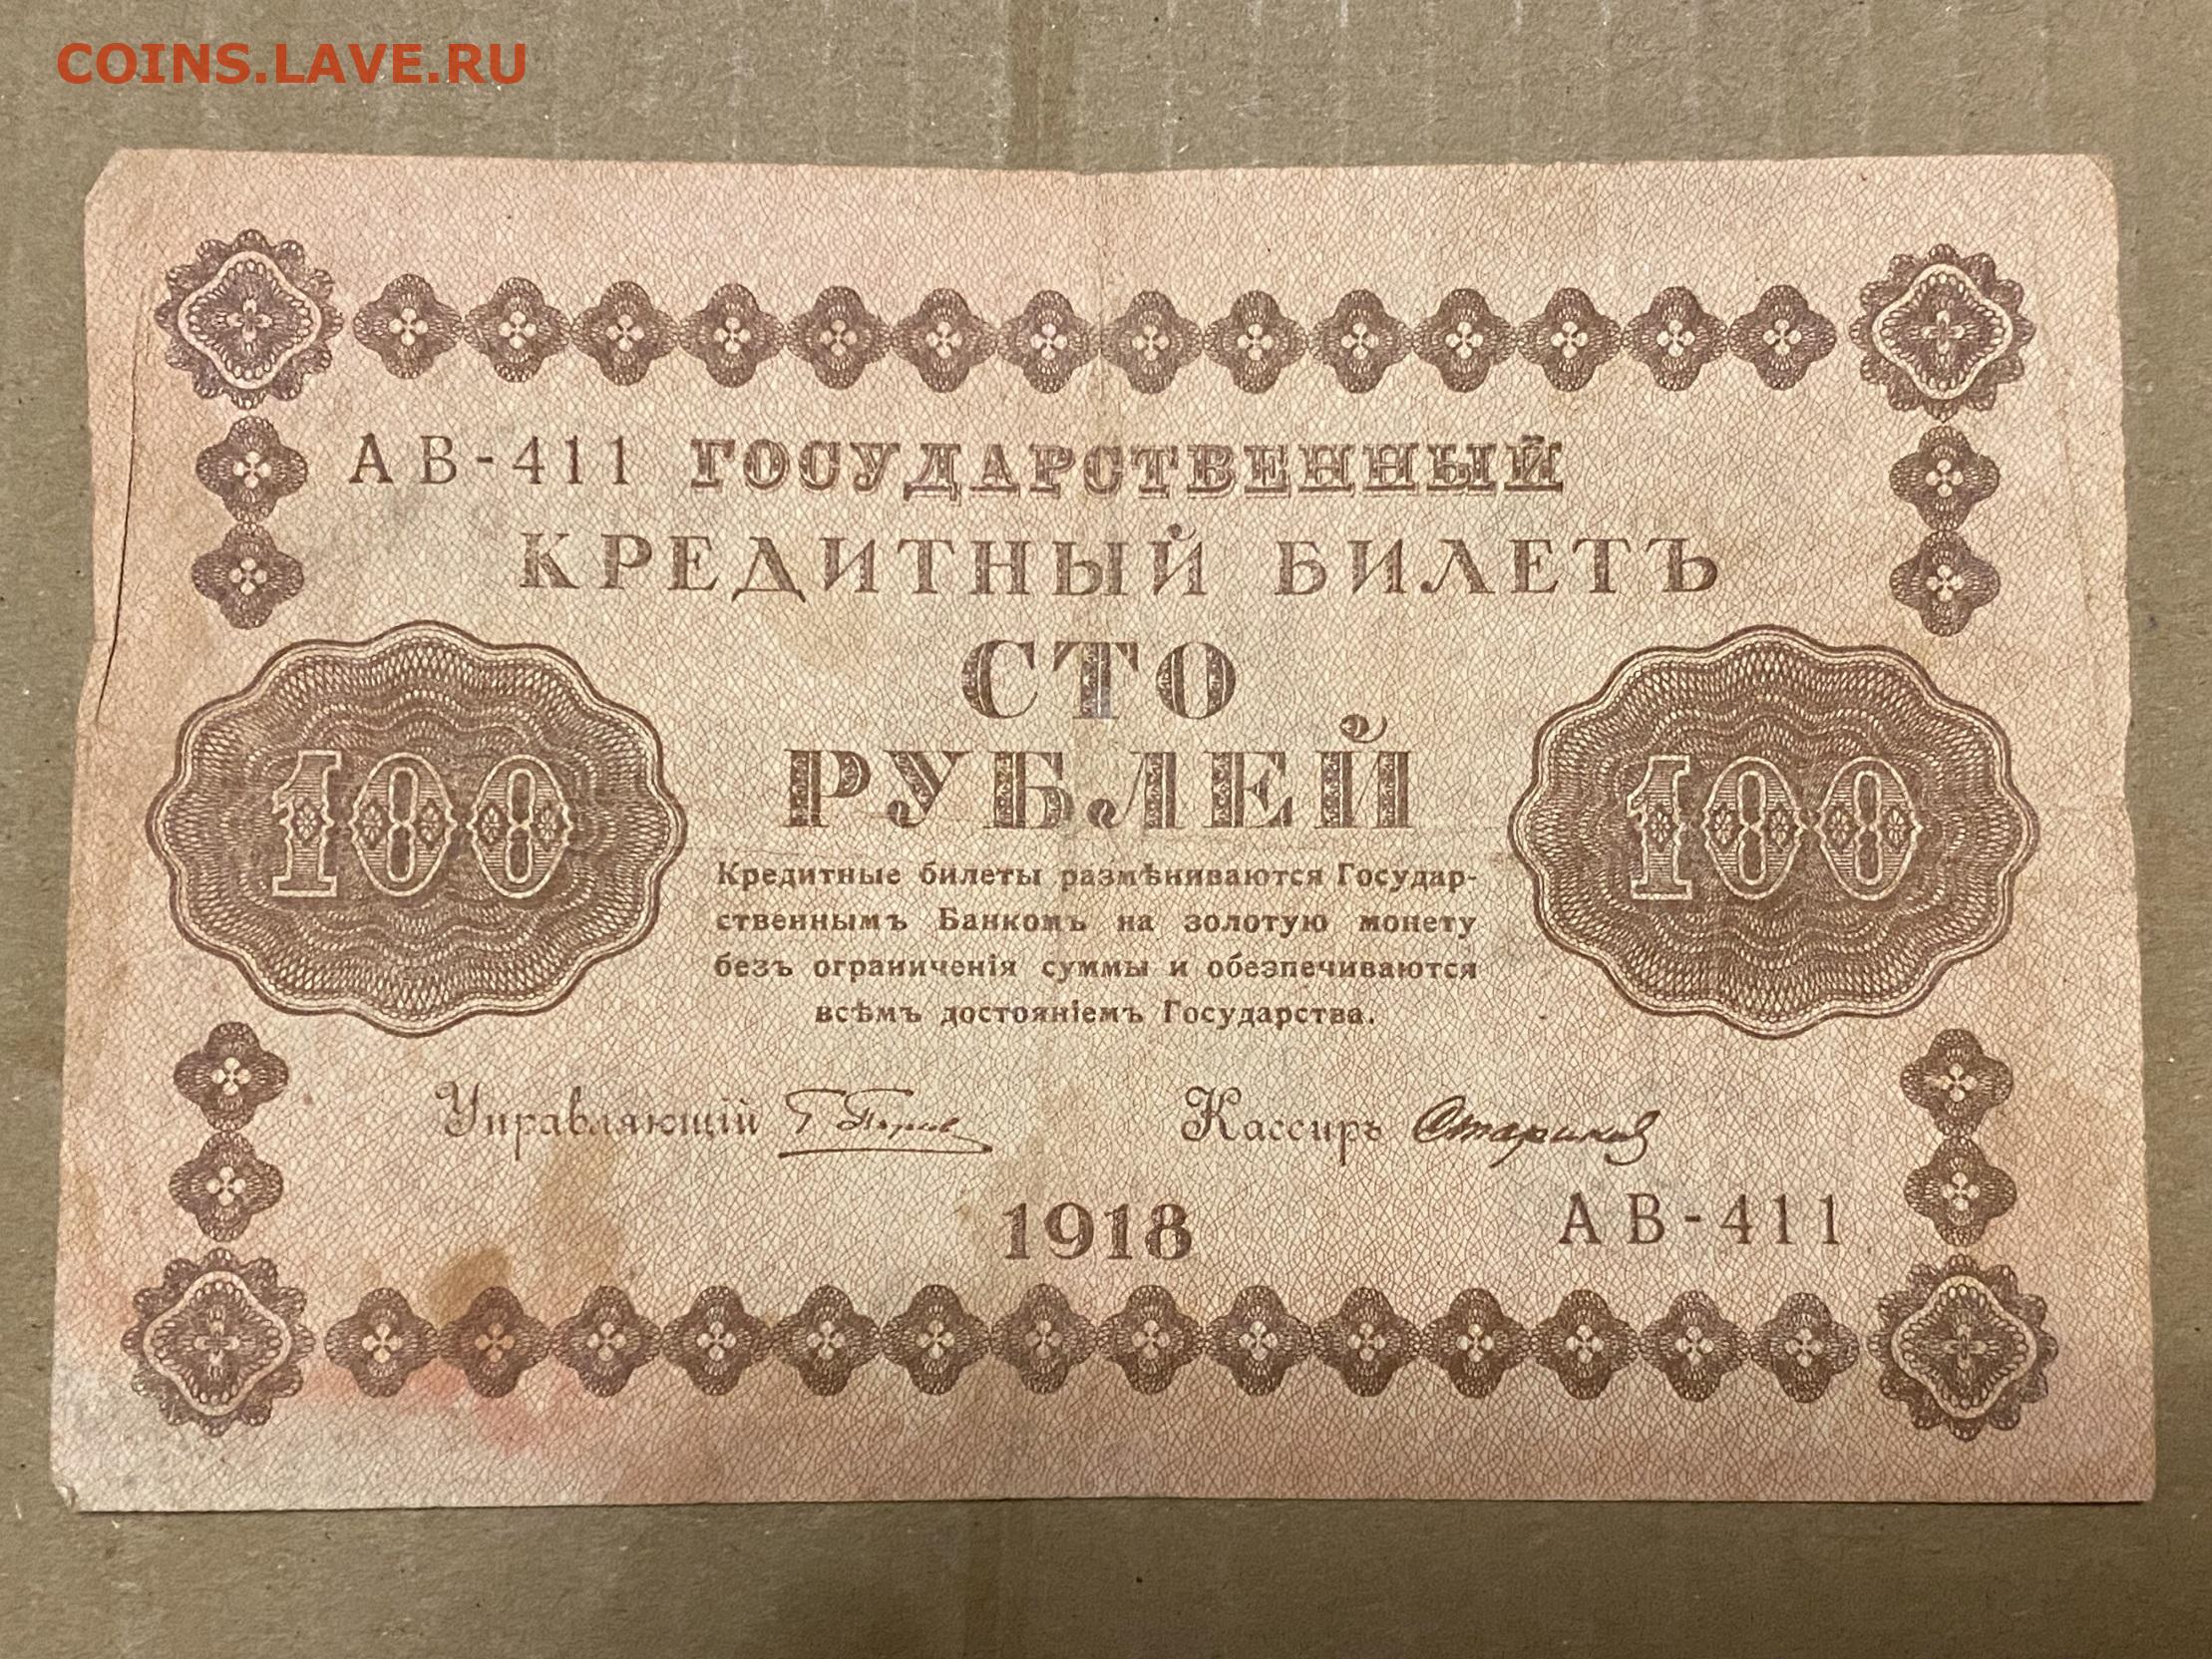 COINS.LAVE.RU
АВ-411 ГОСУДАРСТВЕННЫЙ
КРЕДИТНЫЙ БИЛЕТЪ
СТО
РУБЛЕЙ
100
100
Кредитные билеты размѣниваются Государ-
ственнымъ Банкомъ на золотую монету
безъ ограниченія суммы и обезпечиваются
всѣмъ достояніемъ Государства.
Управляющій Кассиръ Стариков
1918 АВ-411